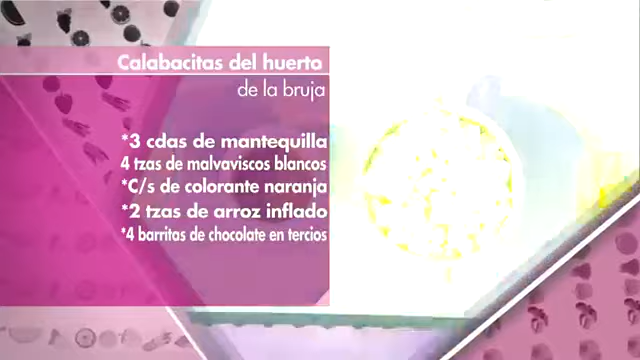 Calabacitas del huerto
de la bruja
*3 cdas de mantequilla
4 tzas de malvaviscos blancos
*C/s de colorante naranja
*2 tzas de arroz inflado
*4 barritas de chocolate en tercios